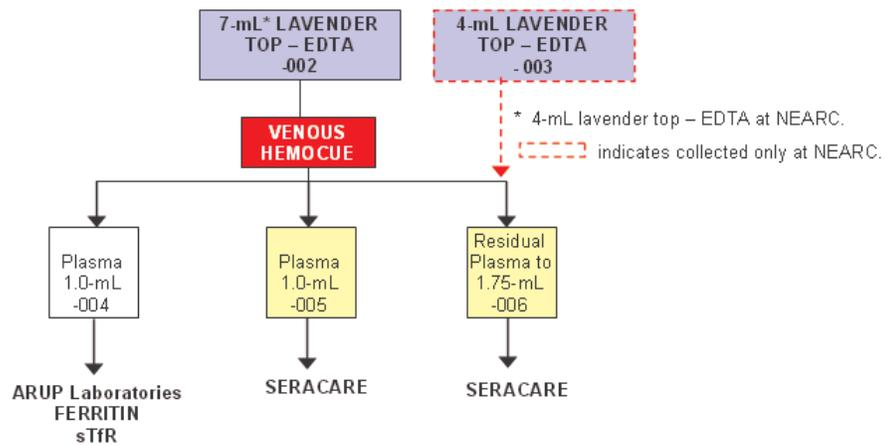 7-mL* LAVENDER
TOP – EDTA
-002
4-mL LAVENDER
TOP – EDTA
- 003
* 4-mL lavender top – EDTA at NEARC.
indicates collected only at NEARC.
VENOUS
HEMOCUE
Plasma
1.0-mL
-004
Plasma
1.0-mL
-005
Residual
Plasma to
1.75-mL
-006
ARUP Laboratories
FERRITIN
sTfR
SERACARE
SERACARE